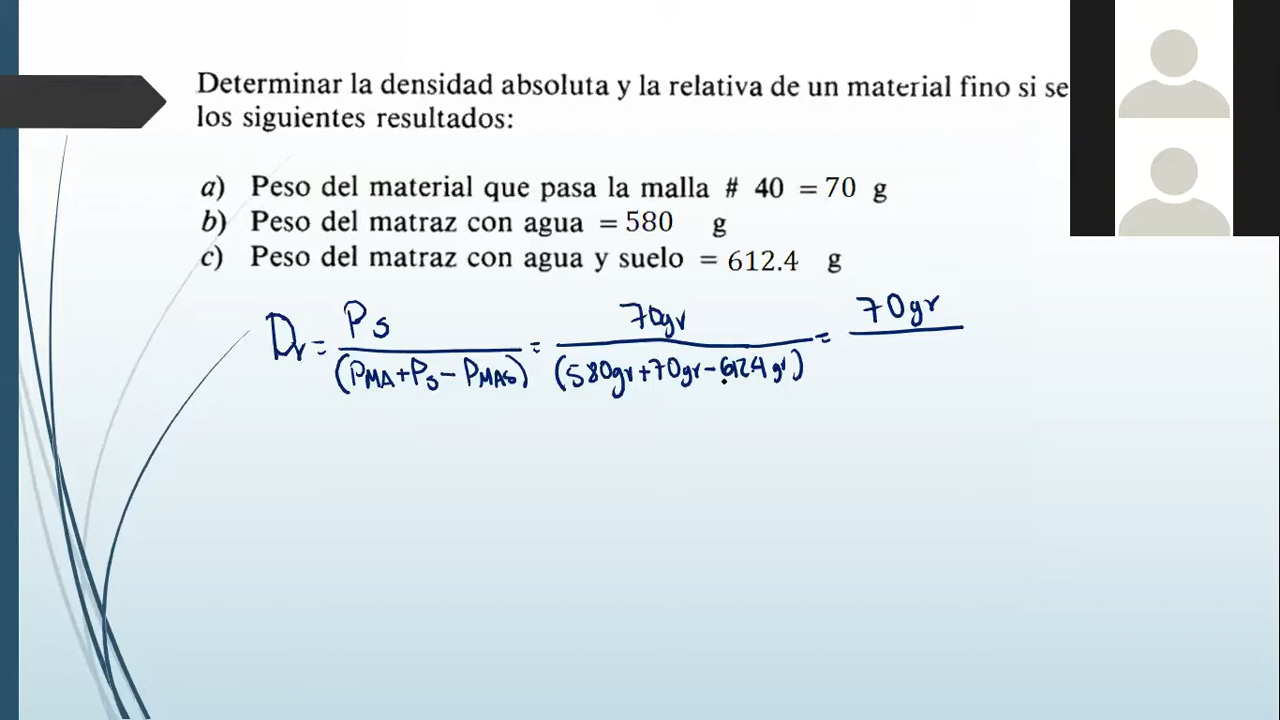 Determinar la densidad absoluta y la relativa de un material fino si se
los siguientes resultados:
a) Peso del material que pasa la malla # 40 = 70 g
b) Peso del matraz con agua = 580 g
c) Peso del matraz con agua y suelo = 612.4 g
Dr = Ps / (PMA+Ps-PMAS) = 70gr / (580gr+70gr-612.4gr) = 70gr